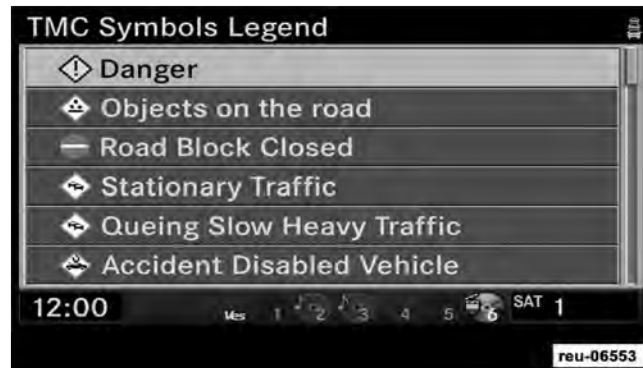 TMC Symbols Legend
Danger
Objects on the road
Road Block Closed
Stationary Traffic
Queing Slow Heavy Traffic
Accident Disabled Vehicle
12:00 Ves 1 2 3 4 5 6 SAT 1
reu-06553